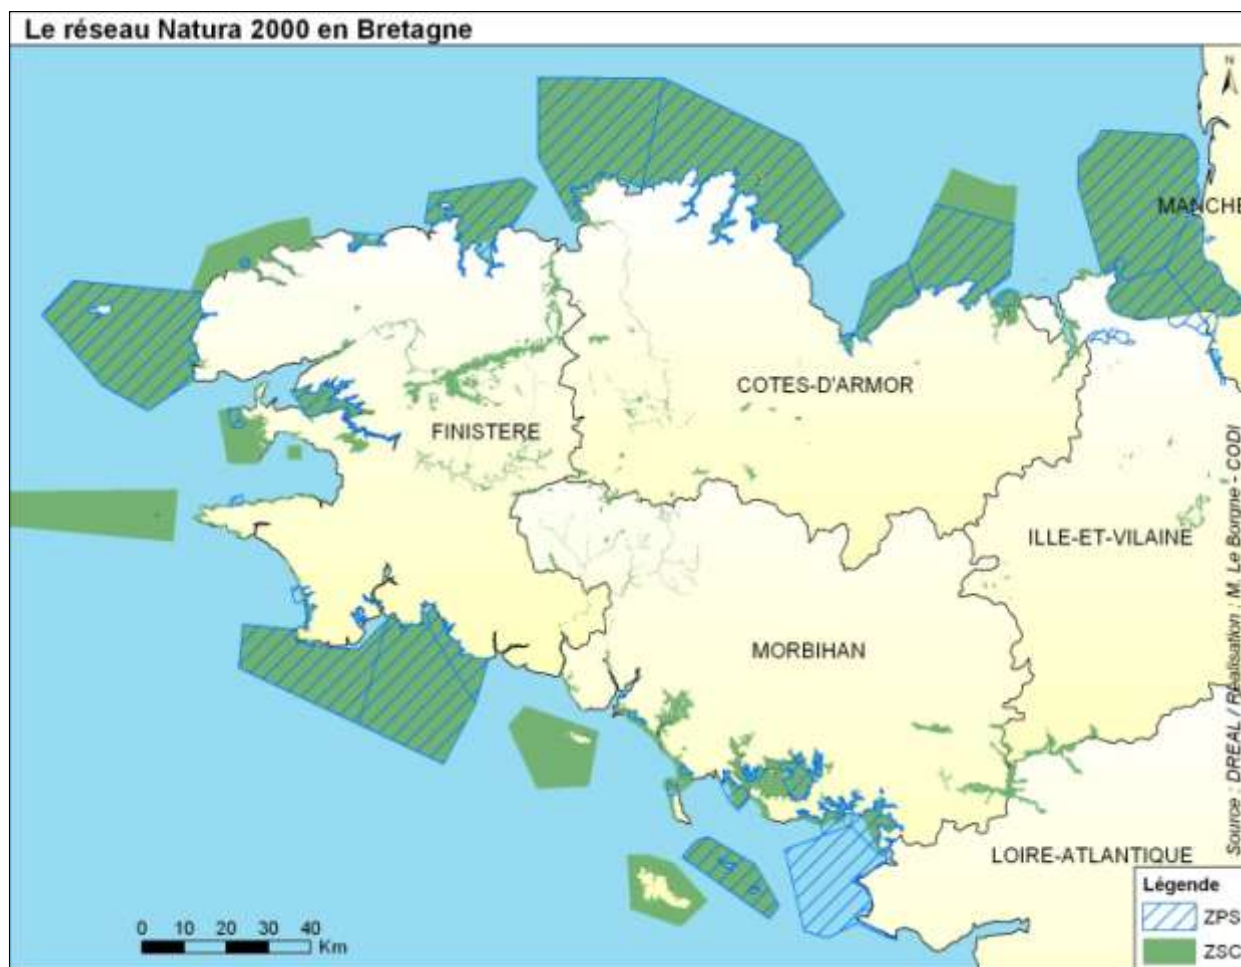 Le réseau Natura 2000 en Bretagne
N
MANCHE
COTES-D'ARMOR
FINISTERE
ILLE-ET-VILAINE
MORBIHAN
LOIRE-ATLANTIQUE
Source : DREAL / Réalisation : M. Le Borgne - CODI
Légende
ZPS
ZSC
0 10 20 30 40
Km